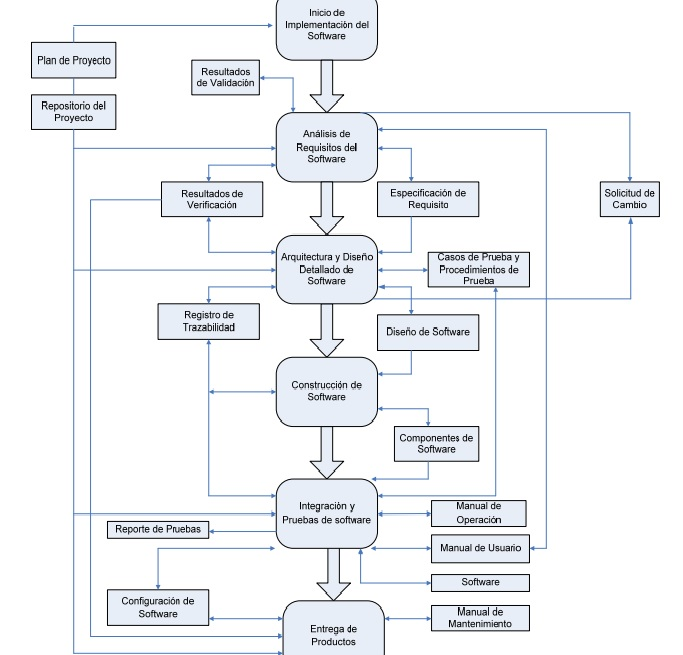 Inicio de
Implementación del
Software
Plan de Proyecto
Resultados
de Validación
Repositorio del
Proyecto
Análisis de
Requisitos del
Software
Resultados de
Verificación
Especificación de
Requisito
Solicitud de
Cambio
Arquitectura y Diseño
Detallado de
Software
Casos de Prueba y
Procedimientos de
Prueba
Registro de
Trazabilidad
Diseño de Software
Construcción de
Software
Componentes de
Software
Integración y
Pruebas de software
Manual de
Operación
Reporte de Pruebas
Manual de Usuario
Software
Configuración de
Software
Manual de
Mantenimiento
Entrega de
Productos